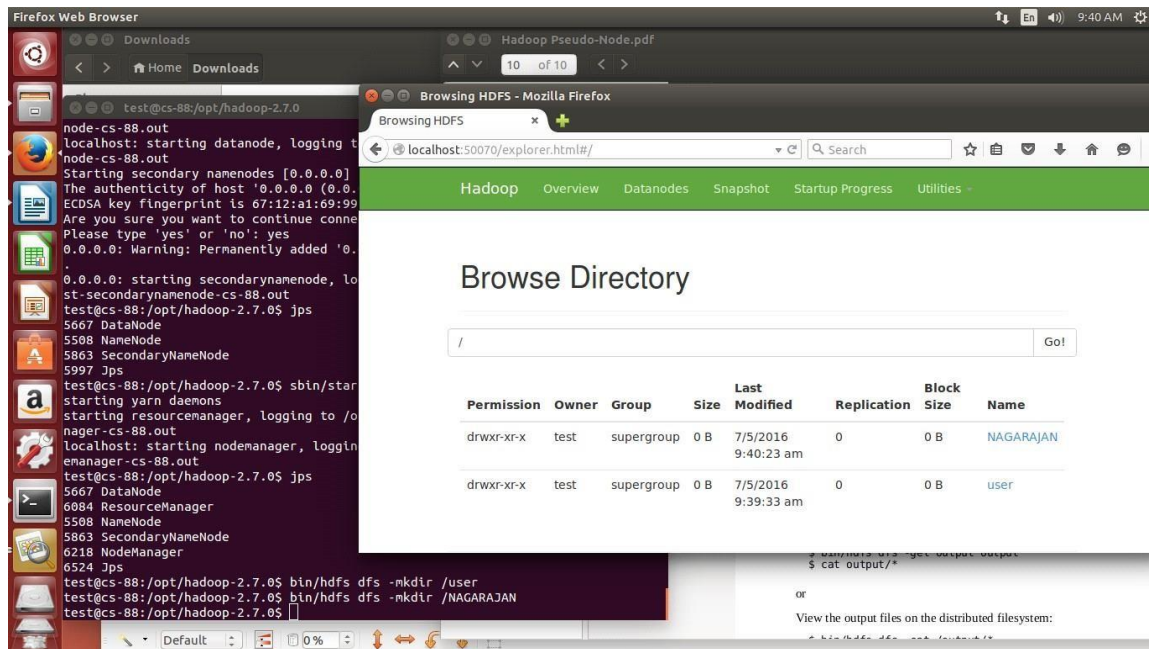 Firefox Web Browser
En
9:40 AM
Downloads
Home Downloads
Hadoop Pseudo-Node.pdf
10 of 10
test@cs-88:/opt/hadoop-2.7.0
node-cs-88.out
localhost: starting datanode, logging t
node-cs-88.out
Starting secondary namenodes [0.0.0.0]
The authenticity of host '0.0.0.0 (0.0.
ECDSA key fingerprint is 67:12:a1:69:99
Are you sure you want to continue conne
Please type 'yes' or 'no': yes
0.0.0.0: Warning: Permanently added '0.
.
0.0.0.0: starting secondarynamenode, lo
st-secondarynamenode-cs-88.out
test@cs-88:/opt/hadoop-2.7.0$ jps
5667 DataNode
5508 NameNode
5863 SecondaryNameNode
5997 Jps
test@cs-88:/opt/hadoop-2.7.0$ sbin/star
starting yarn daemons
starting resourcemanager, logging to /o
nager-cs-88.out
localhost: starting nodemanager, loggin
emanager-cs-88.out
test@cs-88:/opt/hadoop-2.7.0$ jps
5667 DataNode
6084 ResourceManager
5508 NameNode
5863 SecondaryNameNode
6218 NodeManager
6524 Jps
test@cs-88:/opt/hadoop-2.7.0$ bin/hdfs dfs -mkdir /user
test@cs-88:/opt/hadoop-2.7.0$ bin/hdfs dfs -mkdir /NAGARAJAN
test@cs-88:/opt/hadoop-2.7.0$
Browsing HDFS - Mozilla Firefox
Browsing HDFS
localhost:50070/explorer.html#/
Search
Hadoop Overview Datanodes Snapshot Startup Progress Utilities
Browse Directory
/
Go!
Permission Owner Group Size Last Modified Replication Block Size Name
drwxr-xr-x test supergroup 0 B 7/5/2016 9:40:23 am 0 0 B NAGARAJAN
drwxr-xr-x test supergroup 0 B 7/5/2016 9:39:33 am 0 0 B user
$ bin/hdfs dfs -get output output
$ cat output/*
or
View the output files on the distributed filesystem:
$ bin/hdfs dfs -cat /output/*
Default
0%